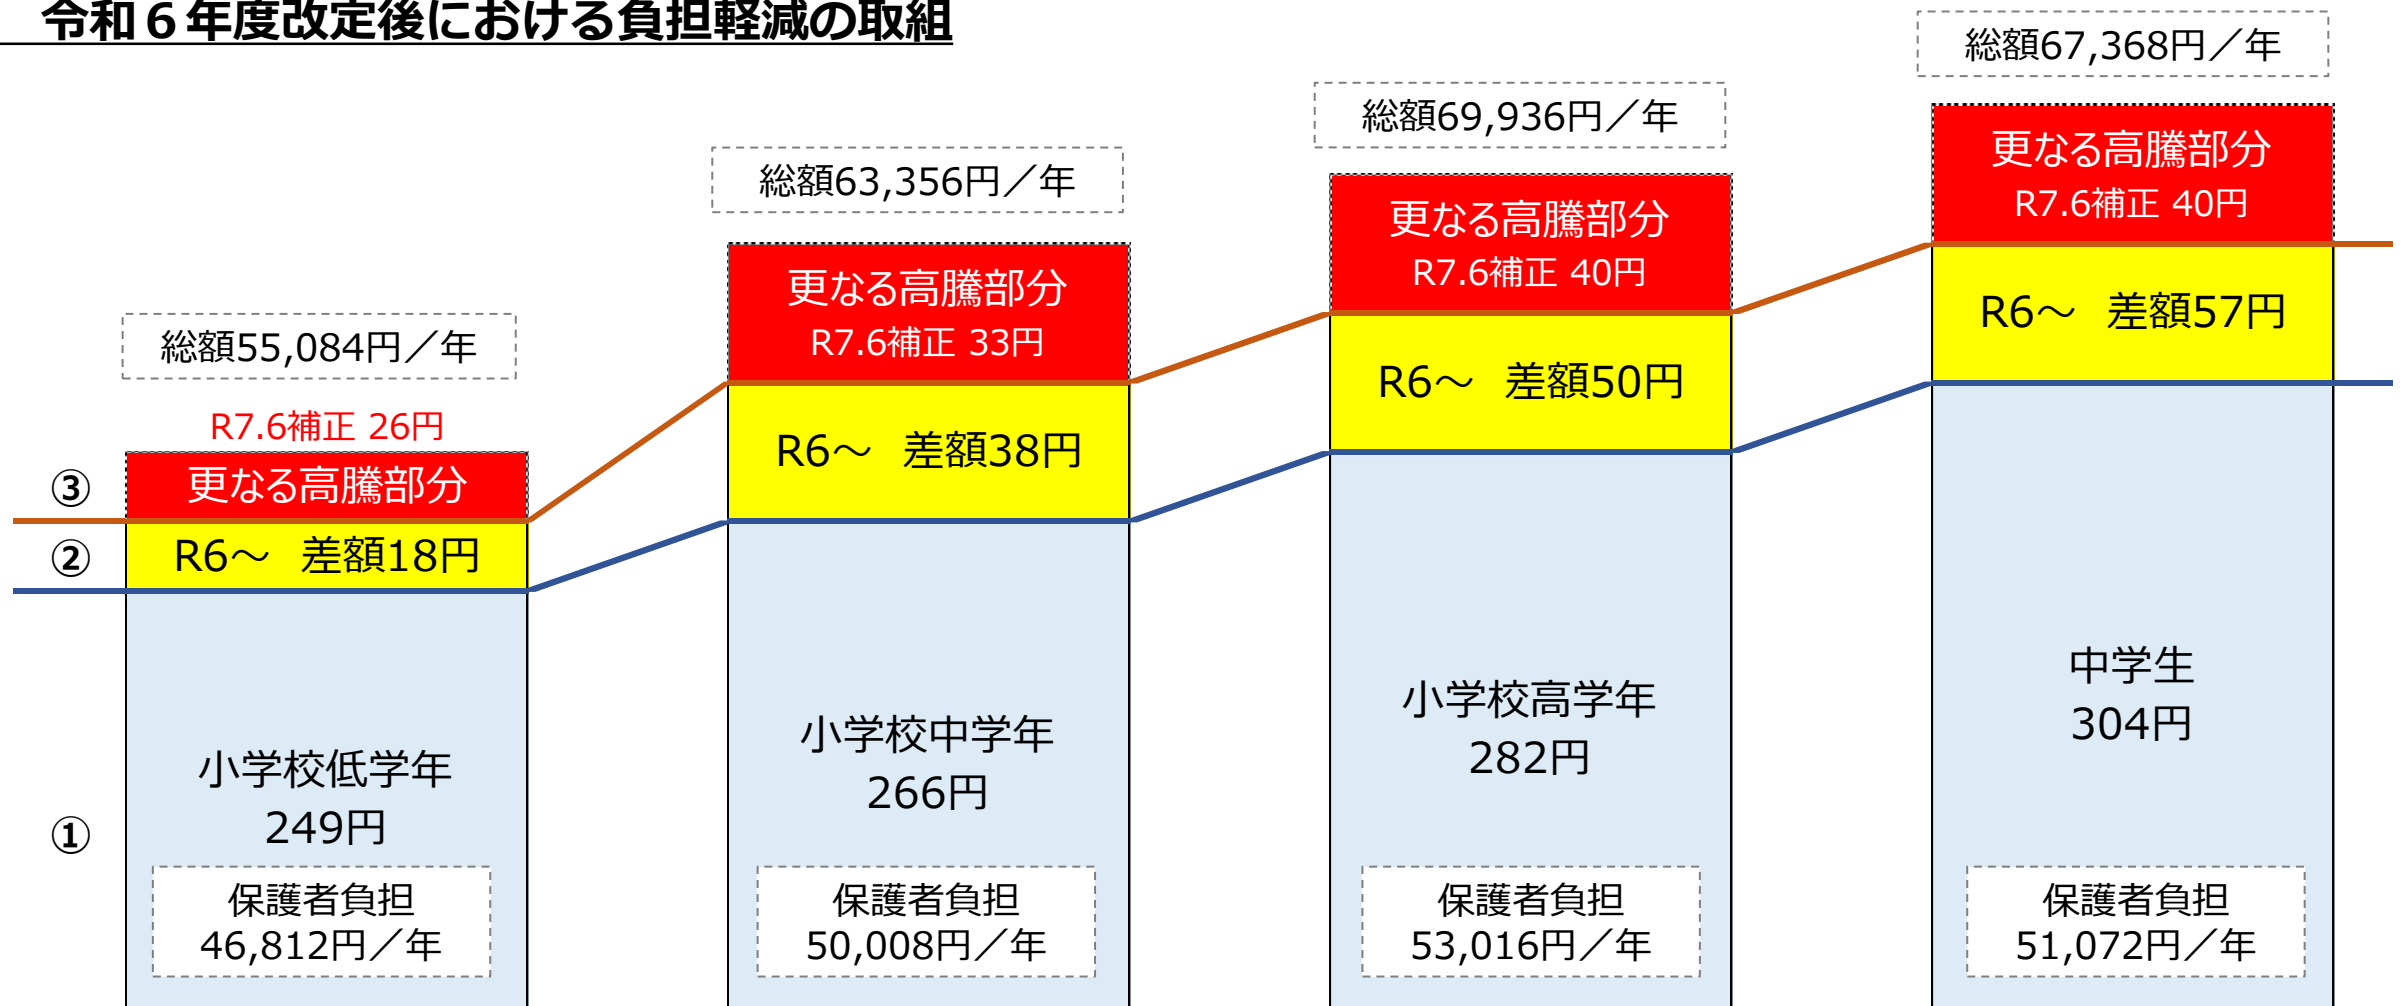 令和６年度改定後における負担軽減の取組
総額55,084円／年
R7.6補正 26円
更なる高騰部分
R6～　差額18円
小学校低学年
249円
保護者負担
46,812円／年
③
②
①
総額63,356円／年
更なる高騰部分
R7.6補正 33円
R6～　差額38円
小学校中学年
266円
保護者負担
50,008円／年
総額69,936円／年
更なる高騰部分
R7.6補正 40円
R6～　差額50円
小学校高学年
282円
保護者負担
53,016円／年
総額67,368円／年
更なる高騰部分
R7.6補正 40円
R6～　差額57円
中学生
304円
保護者負担
51,072円／年